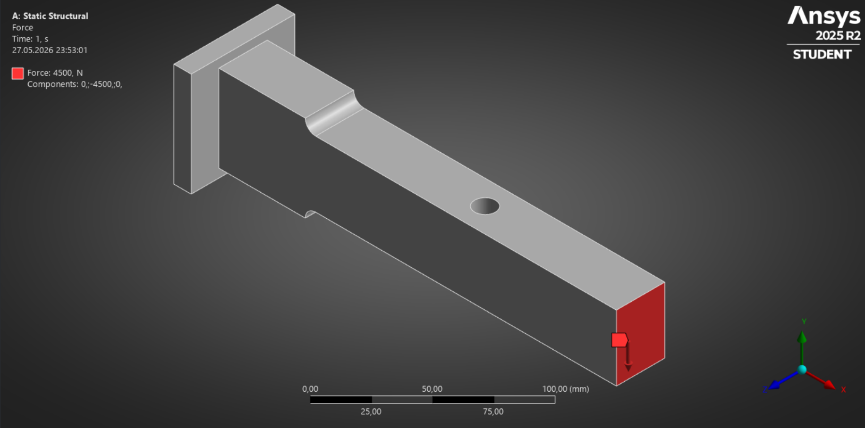 A: Static Structural
Force
Time: 1, s
27.05.2026 23:53:01
Force: 4500, N
Components: 0,;-4500,;0,
Ansys
2025 R2
STUDENT
0,00
50,00
100,00 (mm)
25,00
75,00
Y
X